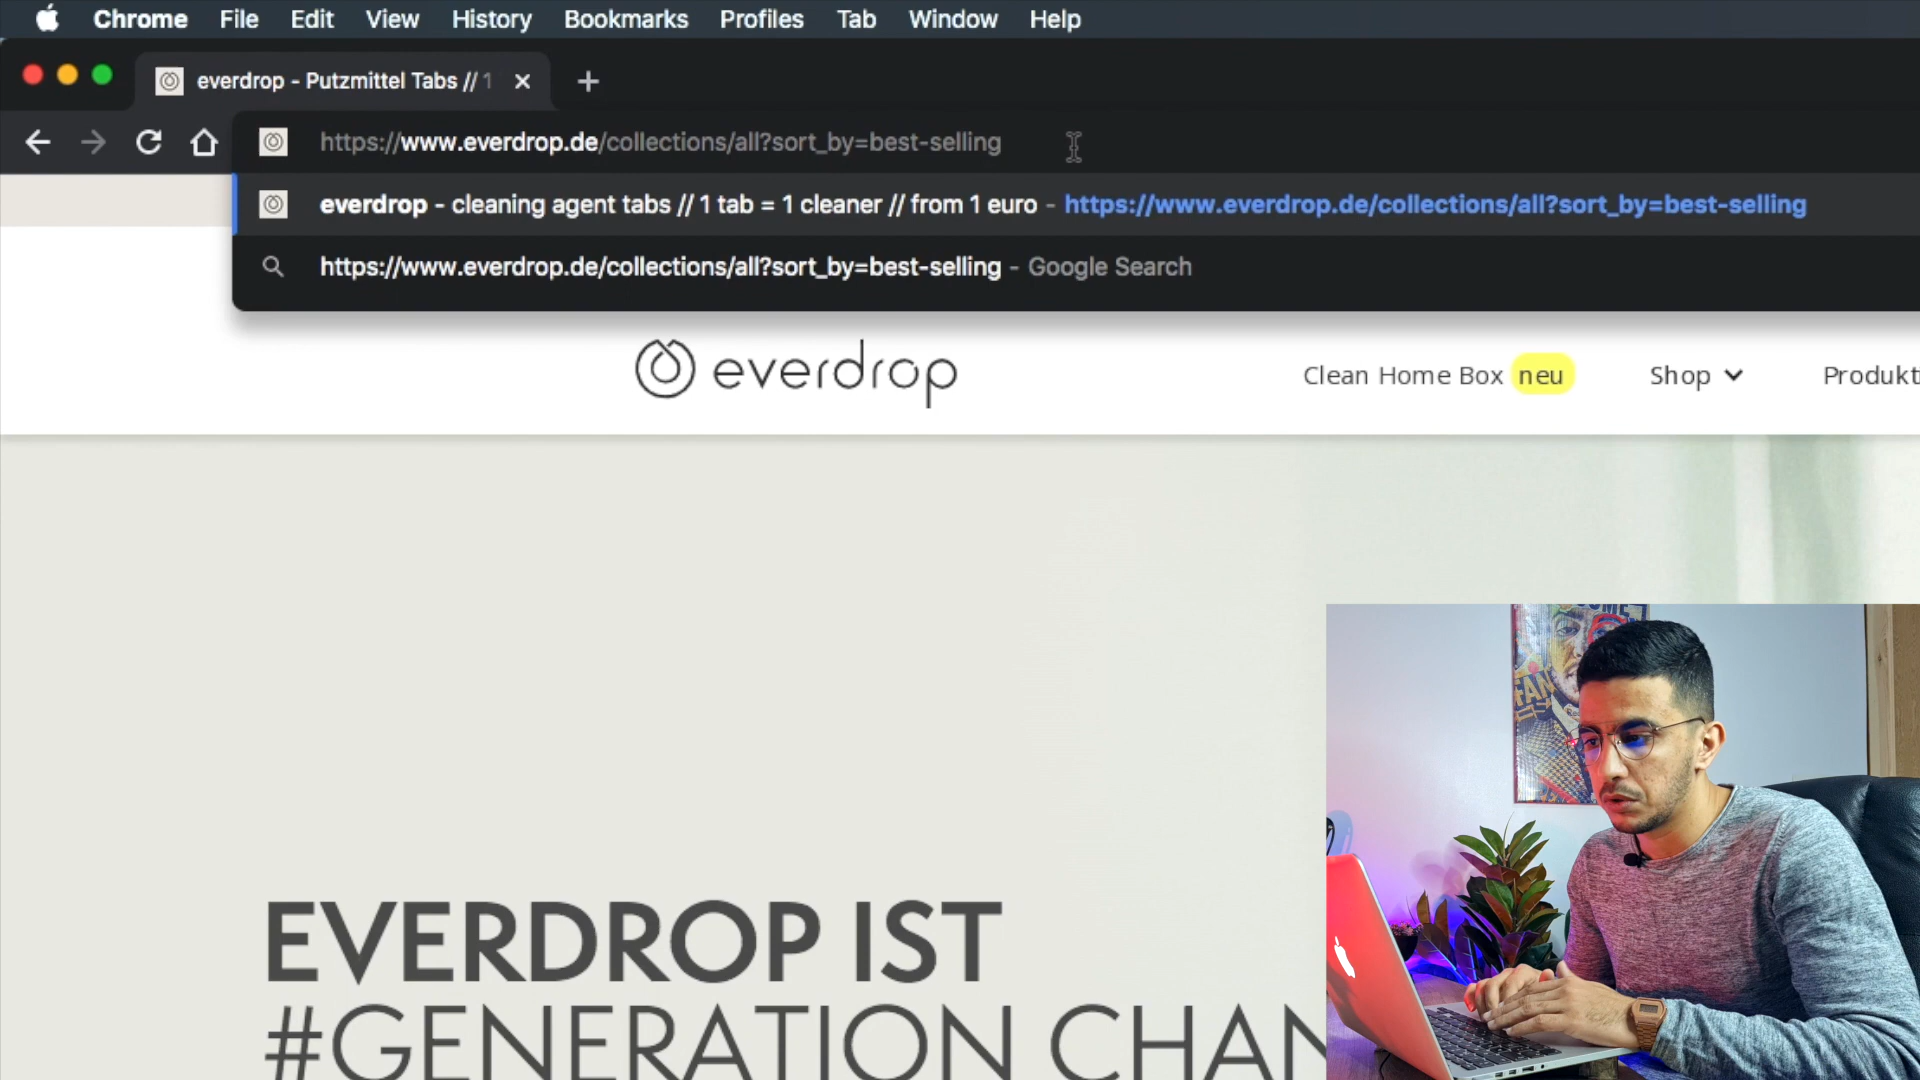 Chrome File Edit View History Bookmarks Profiles Tab Window Help
everdrop - Putzmittel Tabs // 1
https://www.everdrop.de/collections/all?sort_by=best-selling
everdrop - cleaning agent tabs // 1 tab = 1 cleaner // from 1 euro - https://www.everdrop.de/collections/all?sort_by=best-selling
https://www.everdrop.de/collections/all?sort_by=best-selling - Google Search
everdrop
Clean Home Box neu Shop Produkt
EVERDROP IST
#GENERATION CHAN